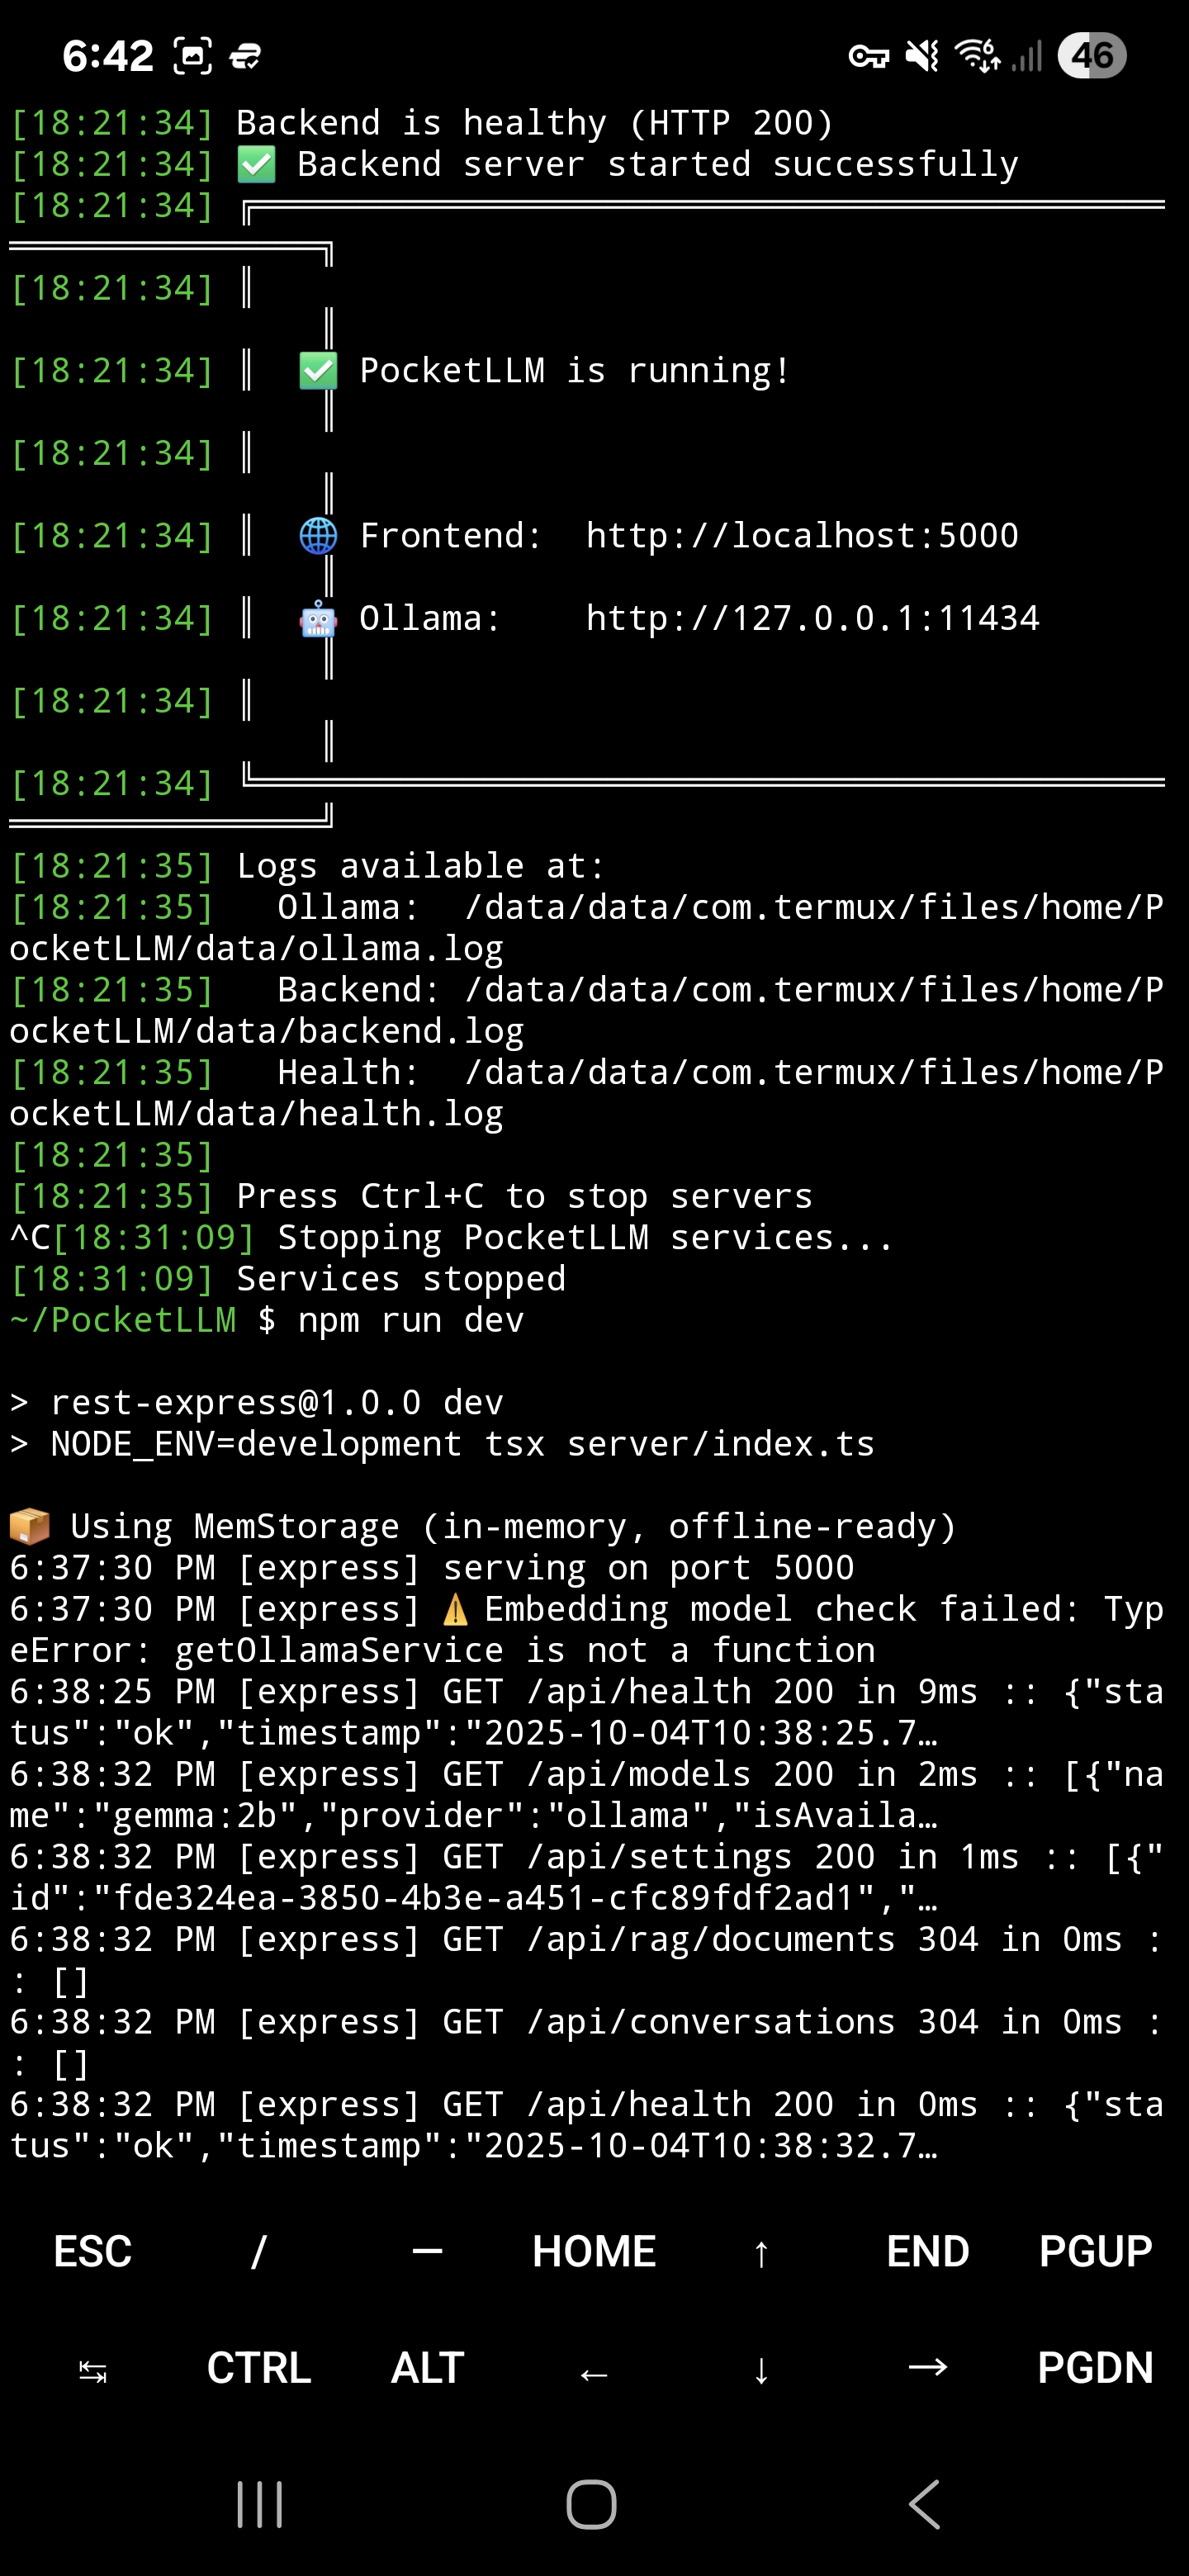 6:42
46
[18:21:34] Backend is healthy (HTTP 200)
[18:21:34] ✅ Backend server started successfully
[18:21:34] ╔════════════════════════════════════════════
═══════════════╗
[18:21:34] ║
║
[18:21:34] ║  ✅ PocketLLM is running!
║
[18:21:34] ║
║
[18:21:34] ║  🌐 Frontend:  http://localhost:5000
║
[18:21:34] ║  🤖 Ollama:    http://127.0.0.1:11434
║
[18:21:34] ║
║
[18:21:34] ╚════════════════════════════════════════════
═══════════════╝
[18:21:35] Logs available at:
[18:21:35]   Ollama:  /data/data/com.termux/files/home/P
ocketLLM/data/ollama.log
[18:21:35]   Backend: /data/data/com.termux/files/home/P
ocketLLM/data/backend.log
[18:21:35]   Health:  /data/data/com.termux/files/home/P
ocketLLM/data/health.log
[18:21:35]
[18:21:35] Press Ctrl+C to stop servers
^C[18:31:09] Stopping PocketLLM services...
[18:31:09] Services stopped
~/PocketLLM $ npm run dev
> rest-express@1.0.0 dev
> NODE_ENV=development tsx server/index.ts
📦 Using MemStorage (in-memory, offline-ready)
6:37:30 PM [express] serving on port 5000
6:37:30 PM [express] ⚠️ Embedding model check failed: Typ
eError: getOllamaService is not a function
6:38:25 PM [express] GET /api/health 200 in 9ms :: {"sta
tus":"ok","timestamp":"2025-10-04T10:38:25.7…
6:38:32 PM [express] GET /api/models 200 in 2ms :: [{"na
me":"gemma:2b","provider":"ollama","isAvaila…
6:38:32 PM [express] GET /api/settings 200 in 1ms :: [{"
id":"fde324ea-3850-4b3e-a451-cfc89fdf2ad1","…
6:38:32 PM [express] GET /api/rag/documents 304 in 0ms :
: []
6:38:32 PM [express] GET /api/conversations 304 in 0ms :
: []
6:38:32 PM [express] GET /api/health 200 in 0ms :: {"sta
tus":"ok","timestamp":"2025-10-04T10:38:32.7…
ESC / — HOME ↑ END PGUP
↹ CTRL ALT ← ↓ → PGDN